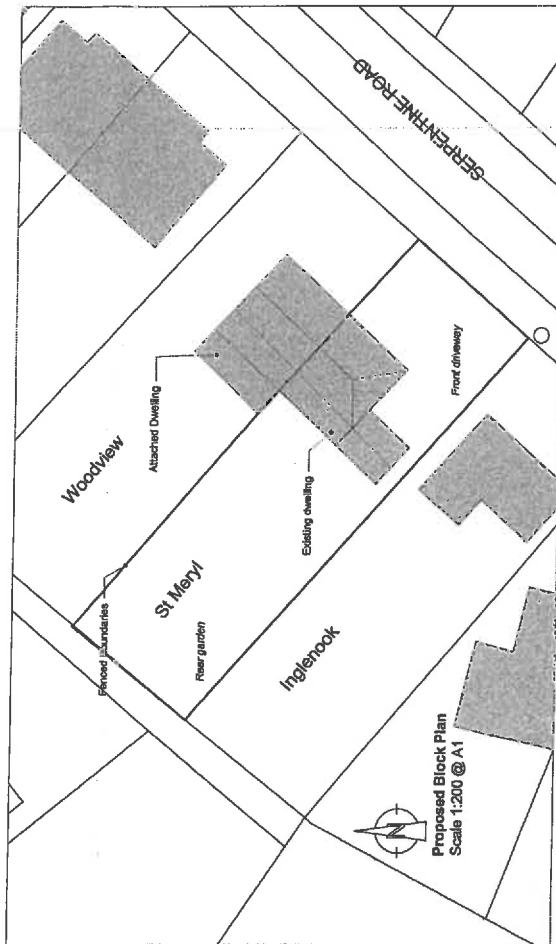 SERPENTINE ROAD
Woodview
Attached Dwelling
Fenced boundaries
St Meryl
Rear garden
Existing dwelling
Front driveway
Inglenook
N
Proposed Block Plan
Scale 1:200 @ A1